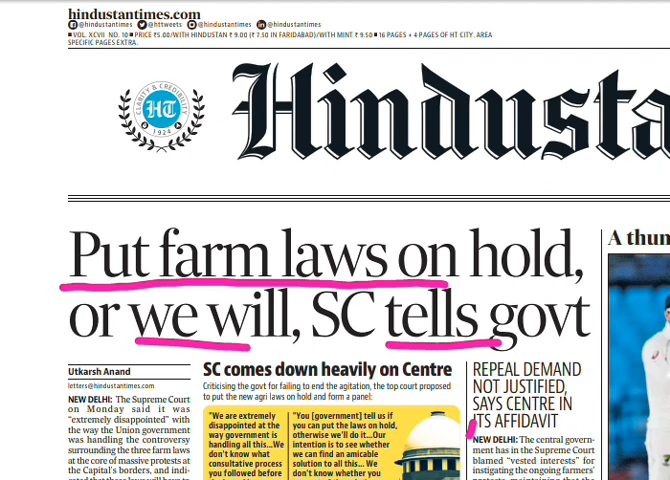 hindustantimes.com
@hindustantimes @httweets @hindustantimes @hindustantimes
■ VOL. XCVII NO. 10 ■ PRICE ₹5.00/WITH HINDUSTAN ₹ 9.00 (₹ 7.50 IN FARIDABAD)/WITH MINT ₹ 9.50 ■ 16 PAGES + 4 PAGES OF HT CITY. AREA
SPECIFIC PAGES EXTRA.
CLARITY & CREDIBILITY
HT
1924
Hindusta
Put farm laws on hold,
or we will, SC tells govt
Utkarsh Anand
letters@hindustantimes.com
NEW DELHI: The Supreme Court
on Monday said it was
“extremely disappointed” with
the way the Union government
was handling the controversy
surrounding the three farm laws
at the core of massive protests at
the Capital’s borders, and indi-
SC comes down heavily on Centre
Criticising the govt for failing to end the agitation, the top court proposed
to put the new agri laws on hold and form a panel:
"We are extremely
disappointed at the
way government is
handling all this...We
don't know what
consultative process
you followed before
"You [government] tell us if
you can put the laws on hold,
otherwise we'll do it...Our
intention is to see whether
we can find an amicable
solution to all this... We
don't know whether you
REPEAL DEMAND
NOT JUSTIFIED,
SAYS CENTRE IN
ITS AFFIDAVIT
NEW DELHI: The central govern-
ment has in the Supreme Court
blamed “vested interests” for
instigating the ongoing farmers’
A thun